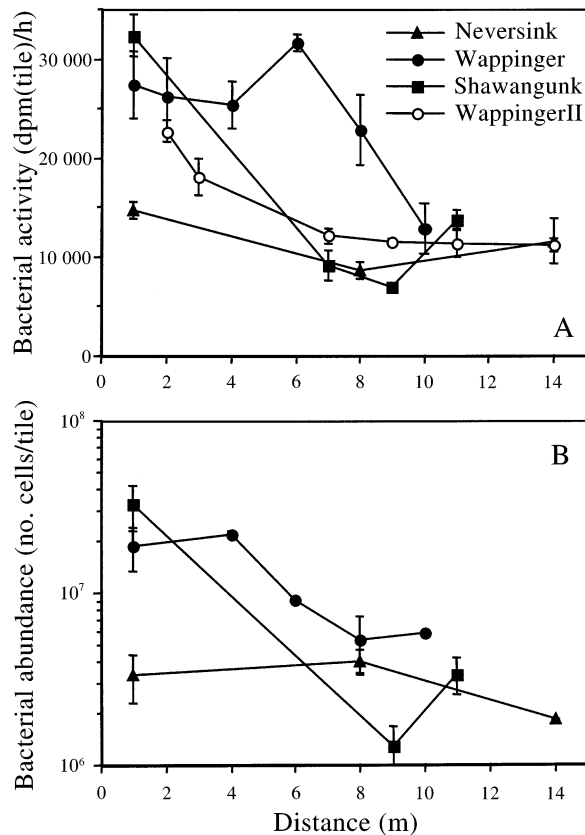 Bacterial activity (dpm(tile)/h)
30 000
20 000
10 000
0
Neversink
Wappinger
Shawangunk
WappingerII
A
0 2 4 6 8 10 12 14
Bacterial abundance (no. cells/tile)
10⁸
10⁷
10⁶
B
0 2 4 6 8 10 12 14
Distance (m)